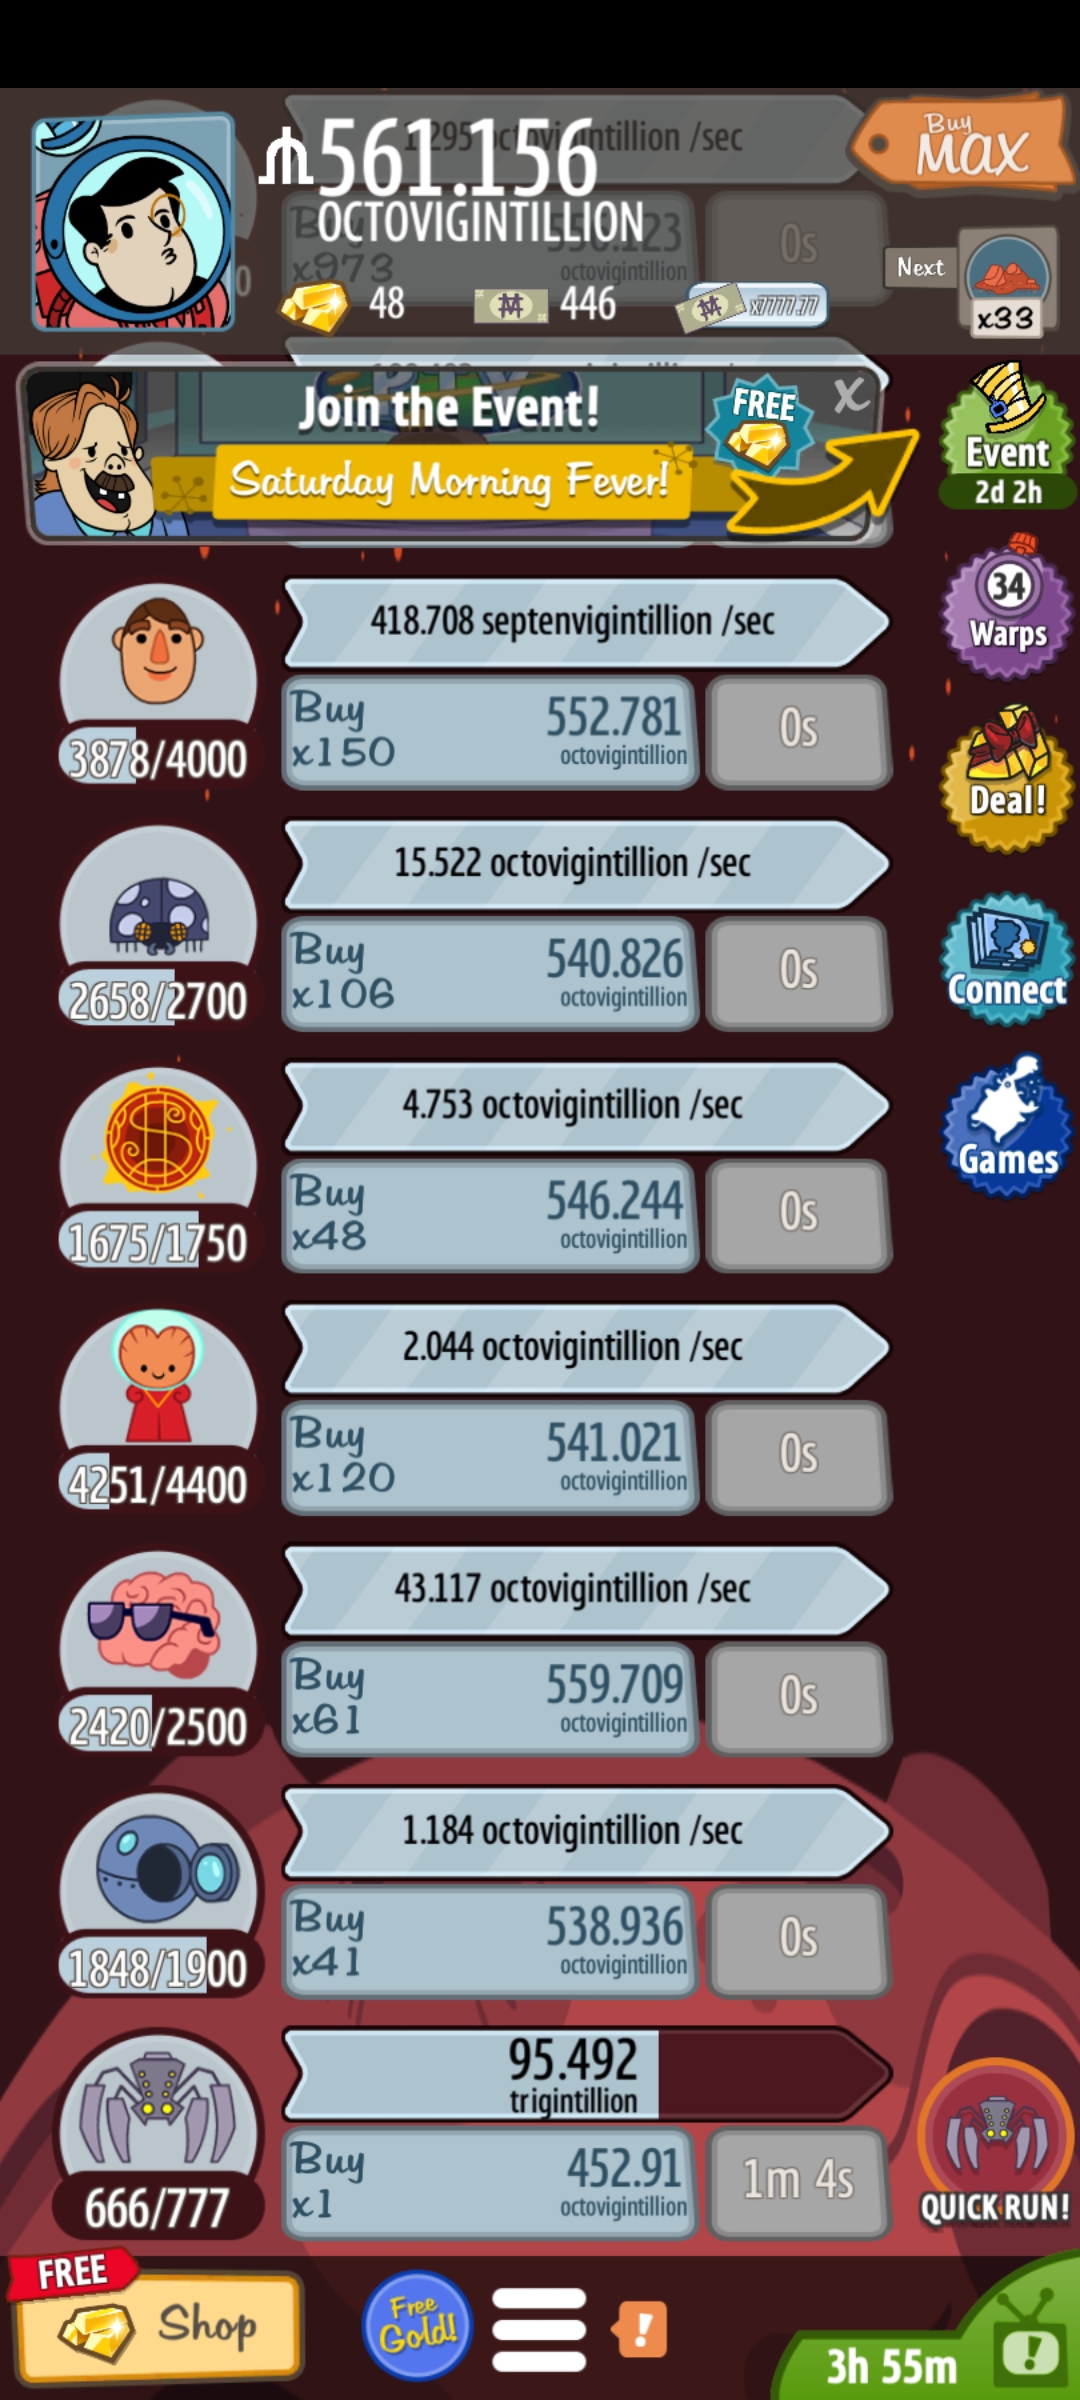 1.295 octovigintillion /sec
561.156
OCTOVIGINTILLION
Buy
MAX
Buy
x973
octovigintillion
0s
Next
x33
48
446
x7777.77
Join the Event!
FREE
X
Saturday Morning Fever!
Event
2d 2h
34
Warps
418.708 septenvigintillion /sec
3878/4000
Buy
x150
552.781
octovigintillion
0s
Deal!
15.522 octovigintillion /sec
2658/2700
Buy
x106
540.826
octovigintillion
0s
Connect
4.753 octovigintillion /sec
1675/1750
Buy
x48
546.244
octovigintillion
0s
Games
2.044 octovigintillion /sec
4251/4400
Buy
x120
541.021
octovigintillion
0s
43.117 octovigintillion /sec
2420/2500
Buy
x61
559.709
octovigintillion
0s
1.184 octovigintillion /sec
1848/1900
Buy
x41
538.936
octovigintillion
0s
95.492
trigintillion
666/777
Buy
x1
452.91
octovigintillion
1m 4s
QUICK RUN!
FREE
Shop
Free
Gold!
!
3h 55m
!